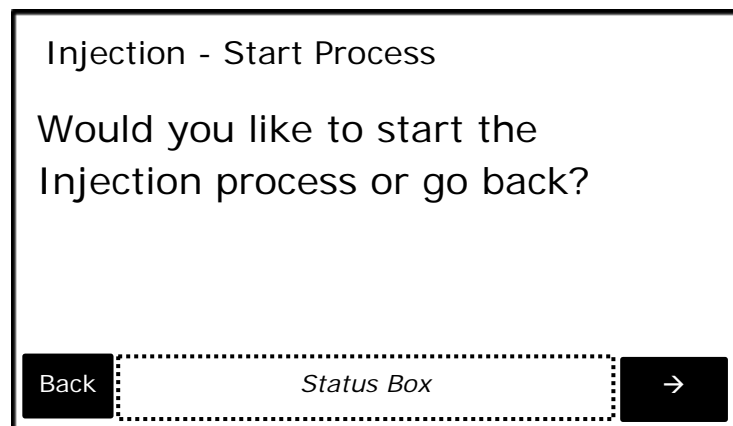 Injection - Start Process
Would you like to start the
Injection process or go back?
Back
Status Box
→